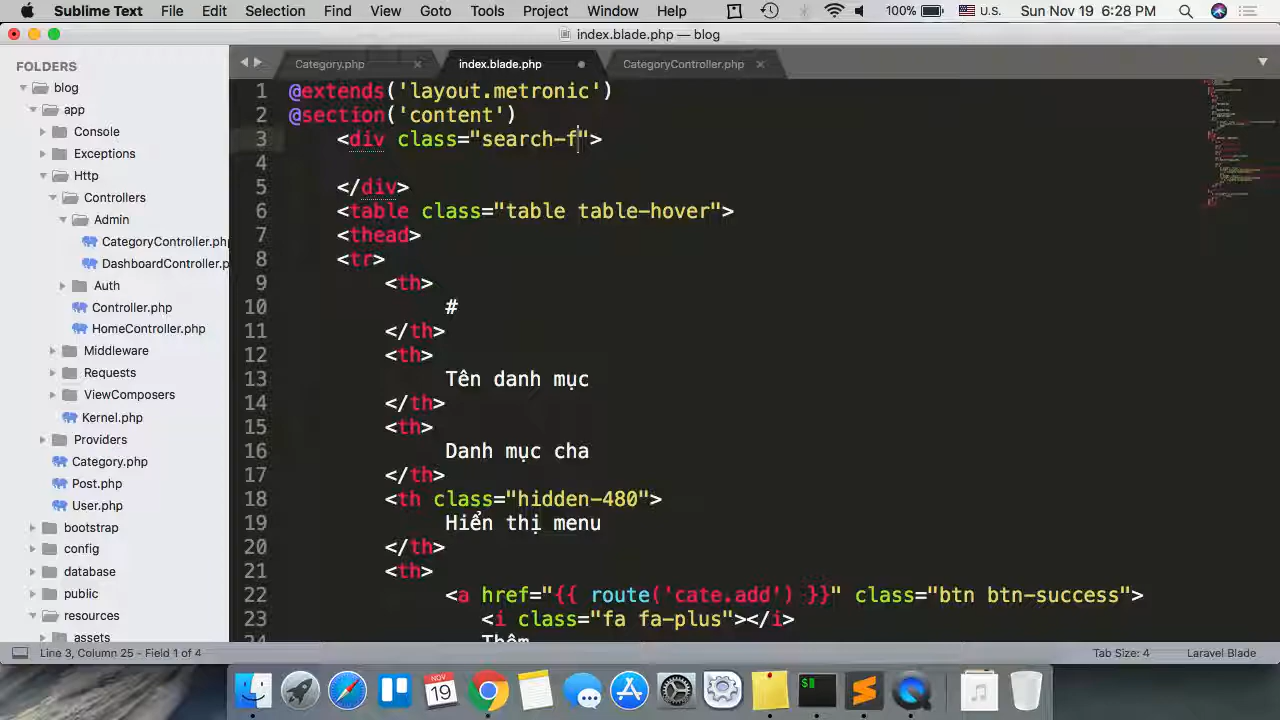 Sublime Text File Edit Selection Find View Goto Tools Project Window Help 100% U.S. Sun Nov 19 6:28 PM
index.blade.php — blog
FOLDERS
blog
app
Console
Exceptions
Http
Controllers
Admin
CategoryController.php
DashboardController.p
Auth
Controller.php
HomeController.php
Middleware
Requests
ViewComposers
Kernel.php
Providers
Category.php
Post.php
User.php
bootstrap
config
database
public
resources
assets
Category.php × index.blade.php CategoryController.php ×
1 @extends('layout.metronic')
2 @section('content')
3 <div class="search-f">
4
5 </div>
6 <table class="table table-hover">
7 <thead>
8 <tr>
9 <th>
10 #
11 </th>
12 <th>
13 Tên danh mục
14 </th>
15 <th>
16 Danh mục cha
17 </th>
18 <th class="hidden-480">
19 Hiển thị menu
20 </th>
21 <th>
22 <a href="{{ route('cate.add') }}" class="btn btn-success">
23 <i class="fa fa-plus"></i>
Line 3, Column 25 - Field 1 of 4 Tab Size: 4 Laravel Blade
NOV
19